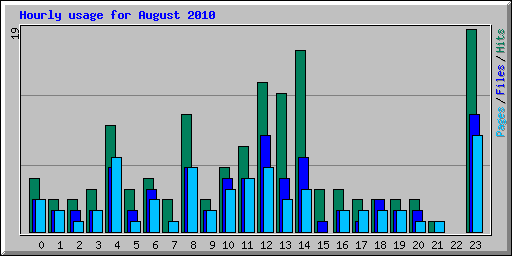 Hourly usage for August 2010
19
Pages / Files / Hits
0 1 2 3 4 5 6 7 8 9 10 11 12 13 14 15 16 17 18 19 20 21 22 23